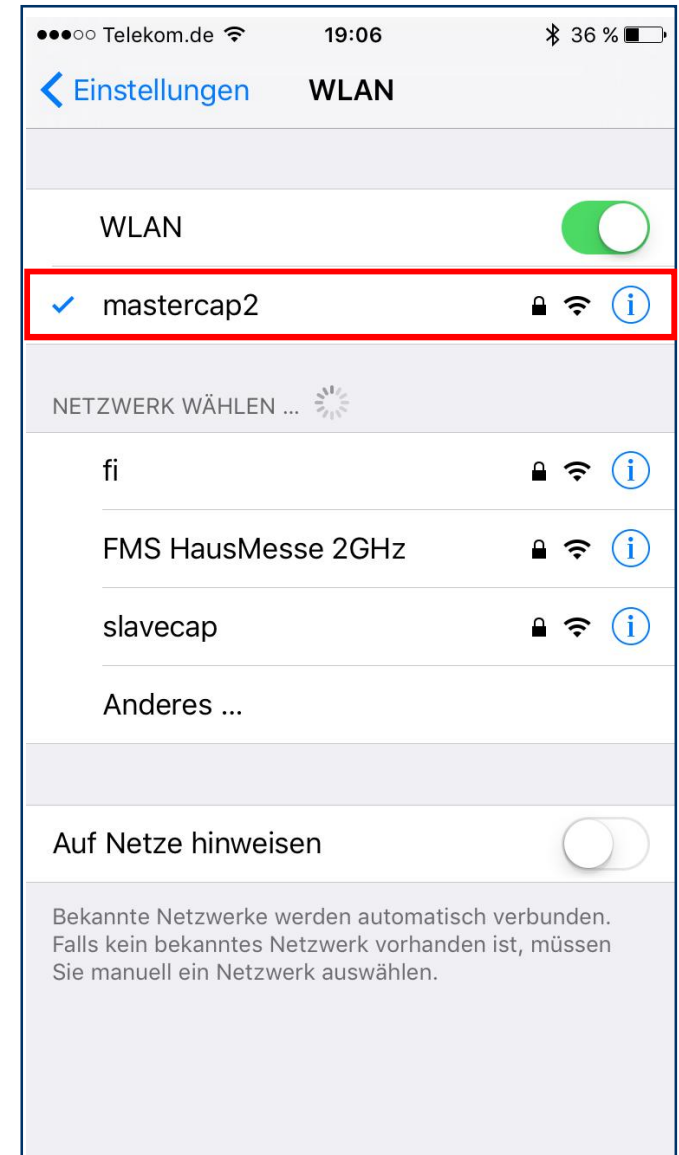 Telekom.de 19:06 36 %
Einstellungen WLAN
WLAN
mastercap2
NETZWERK WÄHLEN ...
fi
FMS HausMesse 2GHz
slavecap
Anderes ...
Auf Netze hinweisen
Bekannte Netzwerke werden automatisch verbunden.
Falls kein bekanntes Netzwerk vorhanden ist, müssen
Sie manuell ein Netzwerk auswählen.